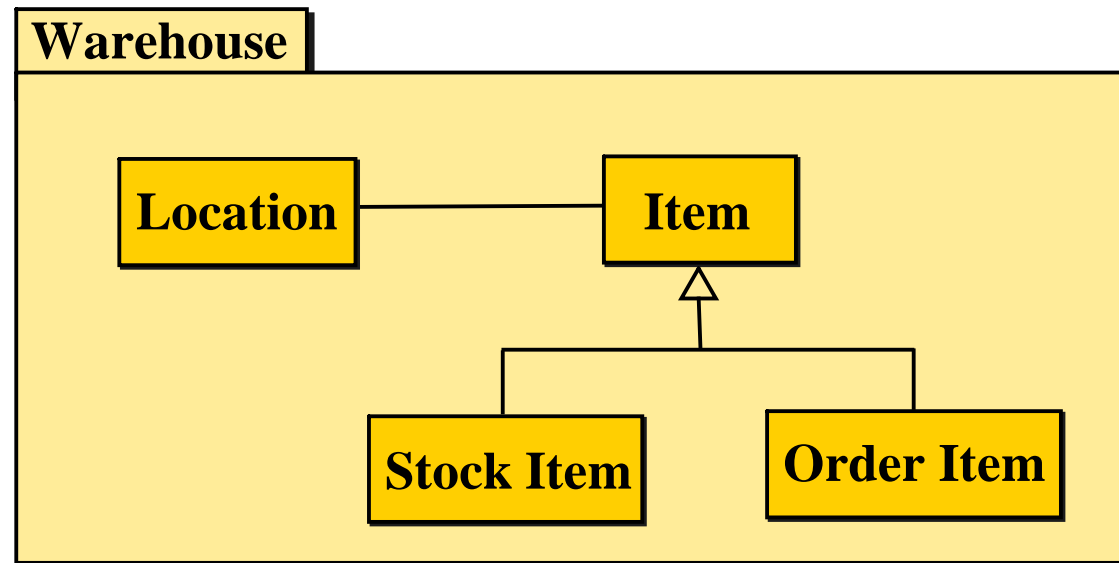 Warehouse
Location
Item
Stock Item
Order Item